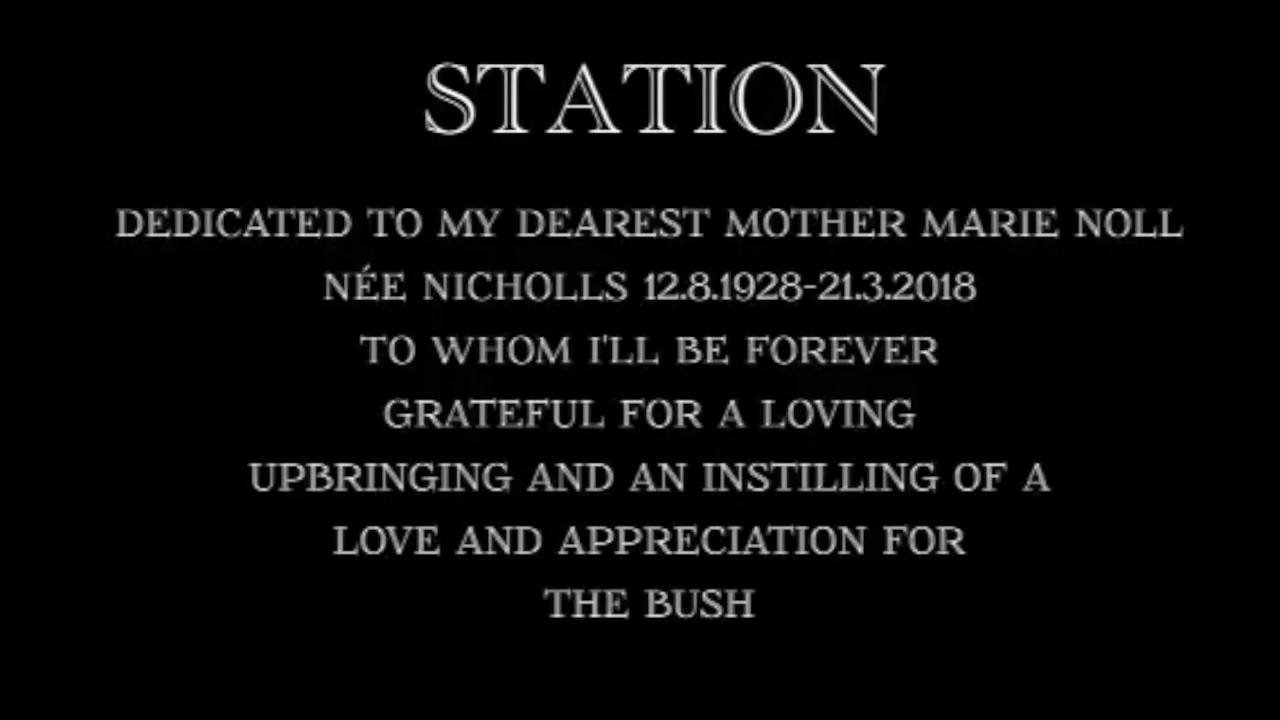 STATION
DEDICATED TO MY DEAREST MOTHER MARIE NOLL
NÉE NICHOLLS 12.8.1928-21.3.2018
TO WHOM I'LL BE FOREVER
GRATEFUL FOR A LOVING
UPBRINGING AND AN INSTILLING OF A
LOVE AND APPRECIATION FOR
THE BUSH